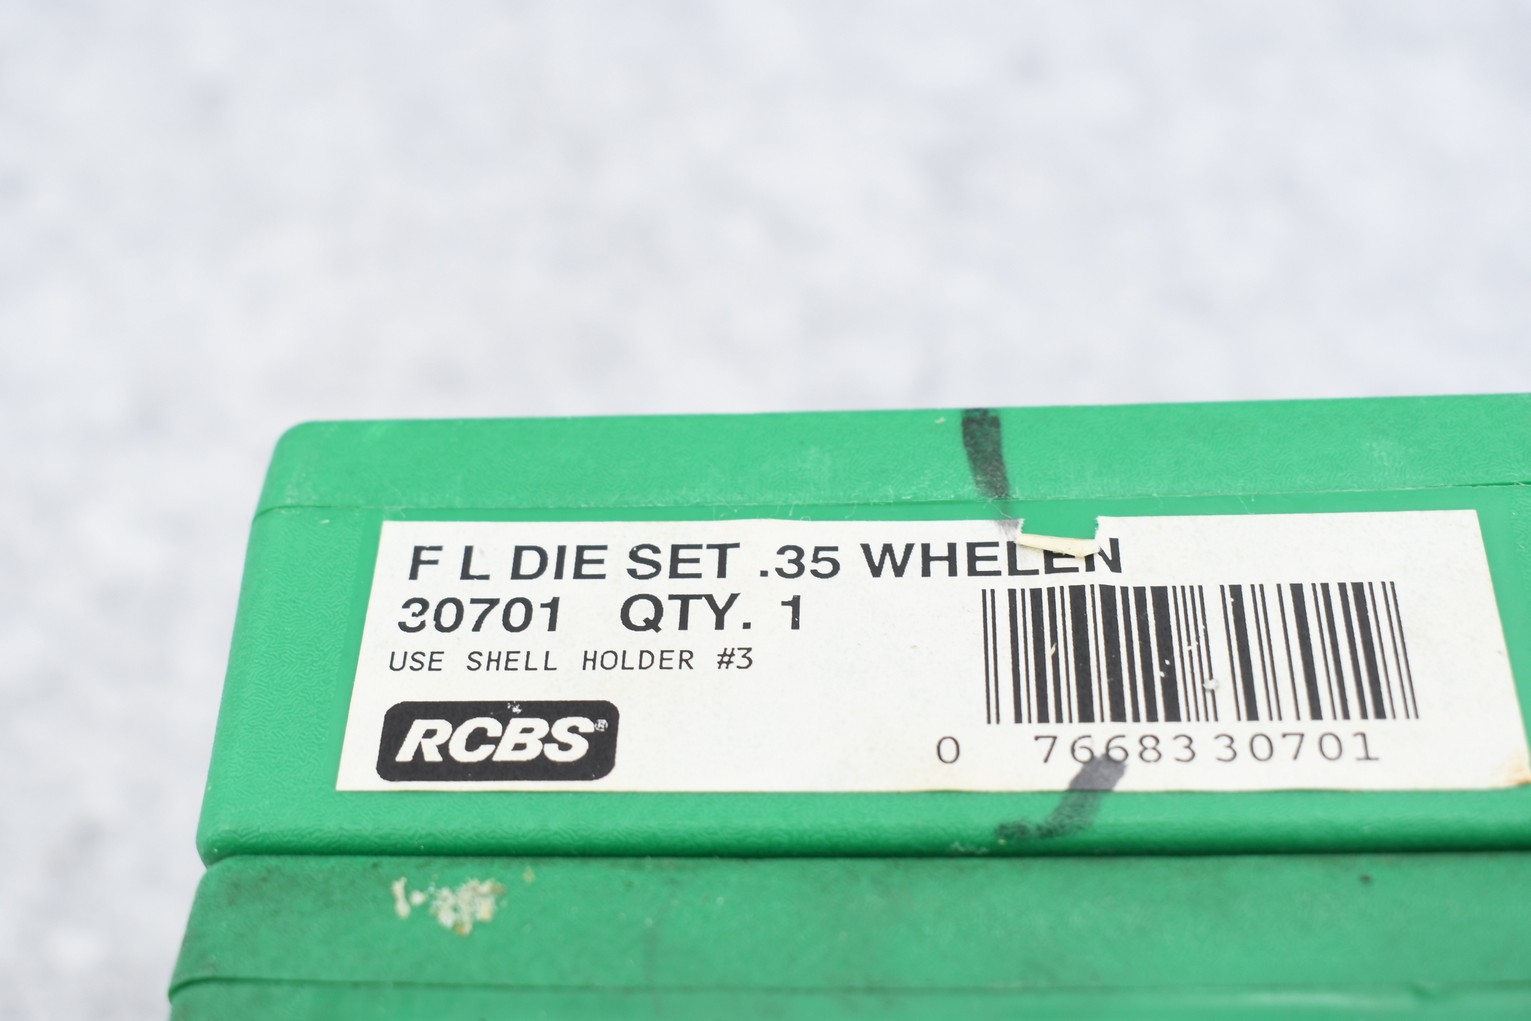 F L DIE SET .35 WHELEN
30701 QTY. 1
USE SHELL HOLDER #3
RCBS®
0 76683 30701